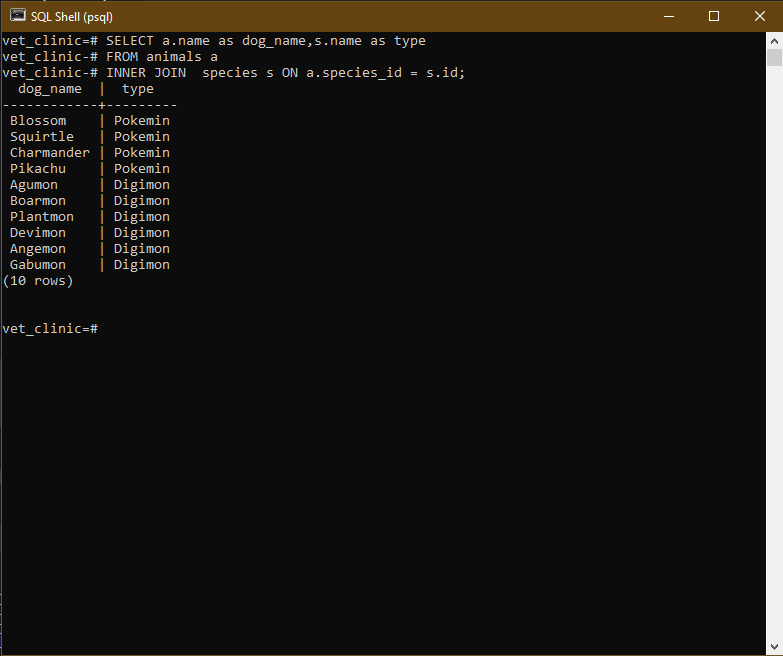 SQL Shell (psql)
vet_clinic=# SELECT a.name as dog_name,s.name as type
vet_clinic-# FROM animals a
vet_clinic-# INNER JOIN  species s ON a.species_id = s.id;
  dog_name  |  type
------------+---------
 Blossom    | Pokemin
 Squirtle   | Pokemin
 Charmander | Pokemin
 Pikachu    | Pokemin
 Agumon     | Digimon
 Boarmon    | Digimon
 Plantmon   | Digimon
 Devimon    | Digimon
 Angemon    | Digimon
 Gabumon    | Digimon
(10 rows)
vet_clinic=#